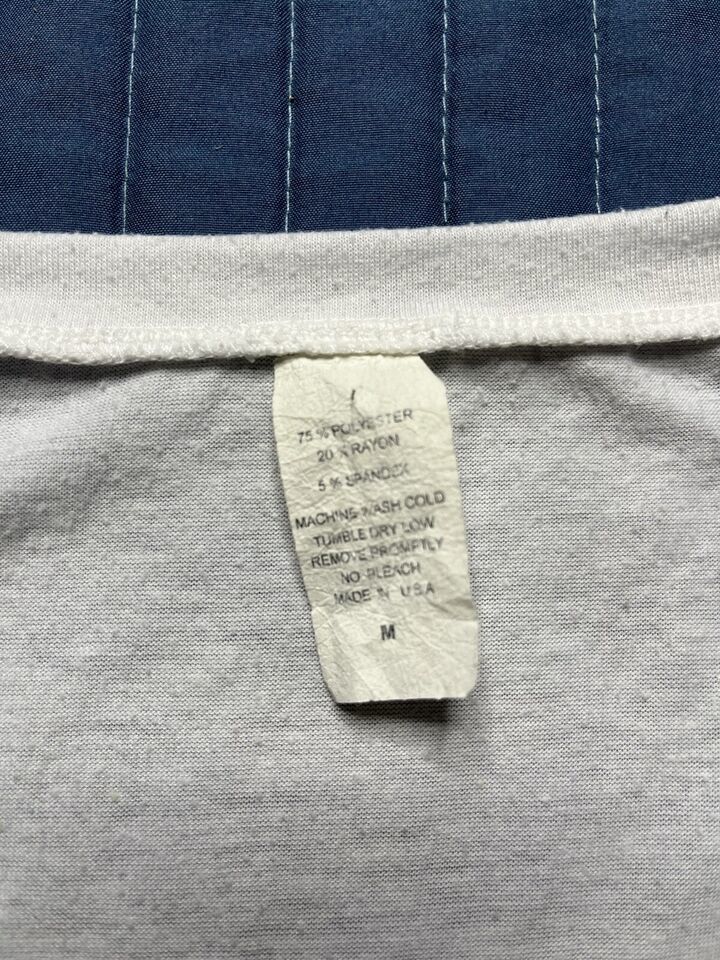 75 % POLYESTER
20 % RAYON
5 % SPANDEX
MACHINE WASH COLD
TUMBLE DRY LOW
REMOVE PROMPTLY
NO BLEACH
MADE IN U.S.A
M